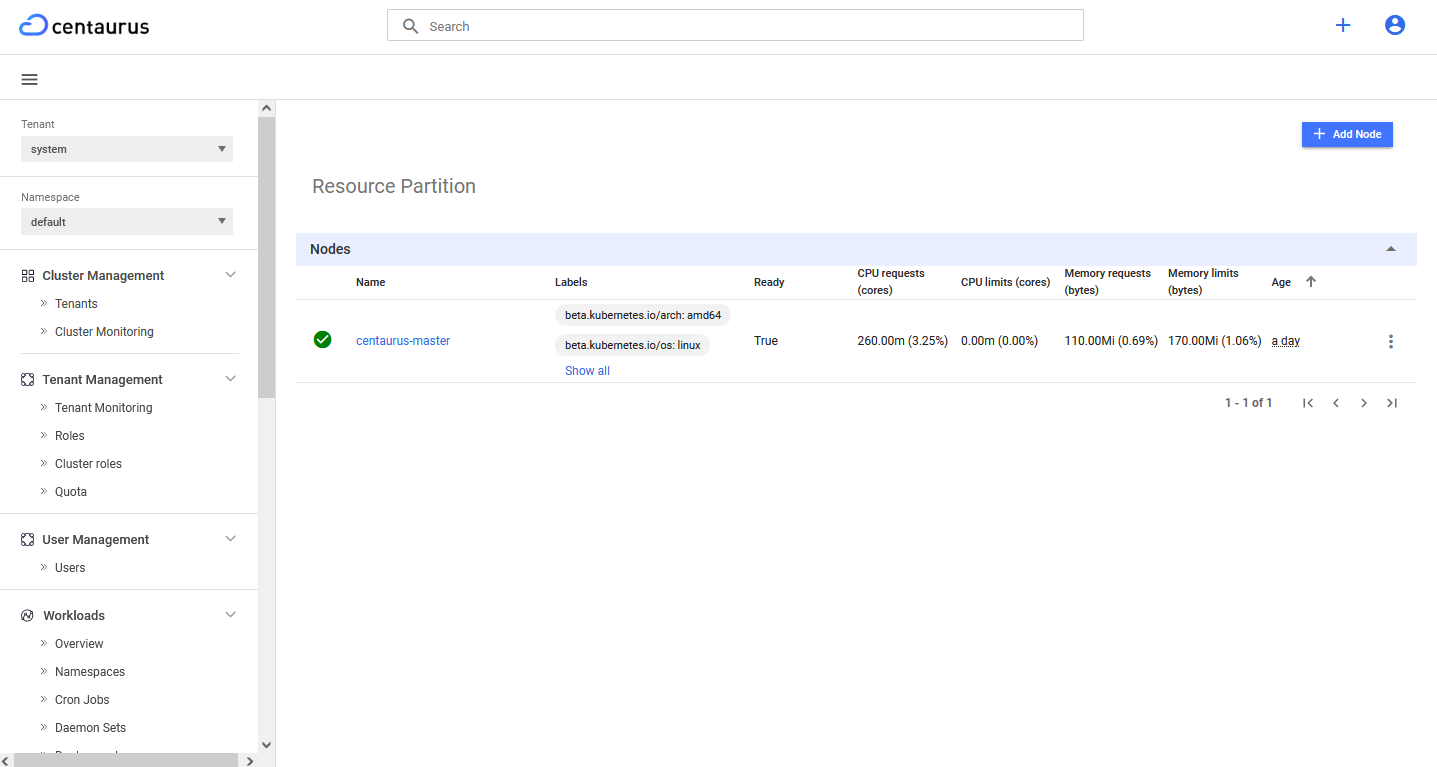 centaurus
Search
Tenant
system
Namespace
default
Cluster Management
Tenants
Cluster Monitoring
Tenant Management
Tenant Monitoring
Roles
Cluster roles
Quota
User Management
Users
Workloads
Overview
Namespaces
Cron Jobs
Daemon Sets
Add Node
Resource Partition
Nodes
Name Labels Ready CPU requests (cores) CPU limits (cores) Memory requests (bytes) Memory limits (bytes) Age
centaurus-master
beta.kubernetes.io/arch: amd64
beta.kubernetes.io/os: linux
Show all
True 260.00m (3.25%) 0.00m (0.00%) 110.00Mi (0.69%) 170.00Mi (1.06%) a day
1 - 1 of 1